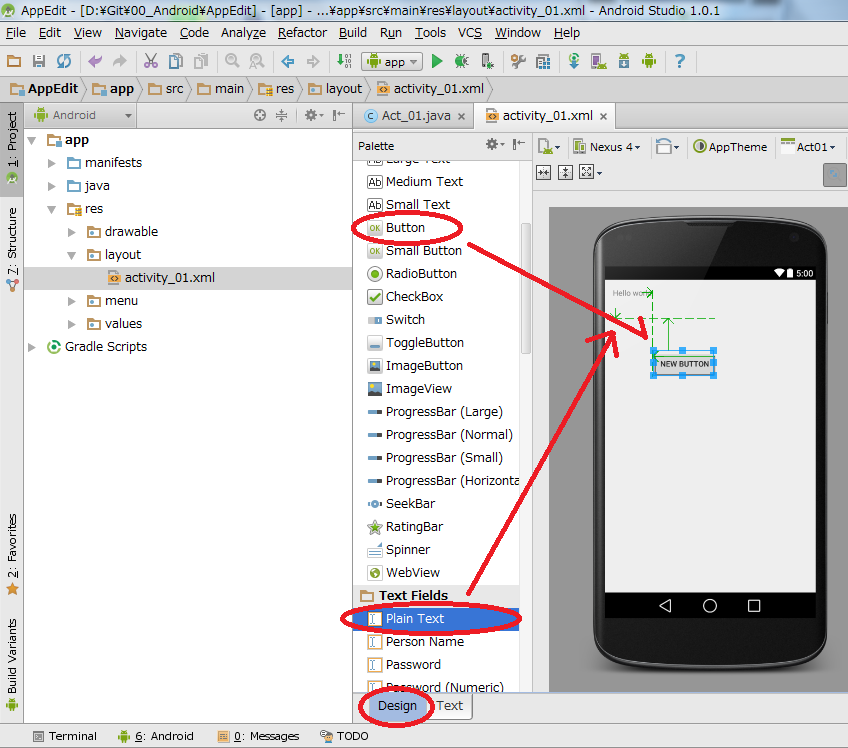 AppEdit - [D:¥Git¥00_Android¥AppEdit] - [app] - ...¥app¥src¥main¥res¥layout¥activity_01.xml - Android Studio 1.0.1
File Edit View Navigate Code Analyze Refactor Build Run Tools VCS Window Help
app
AppEdit app src main res layout activity_01.xml
1: Project
7: Structure
2: Favorites
Build Variants
Android
app
manifests
java
res
drawable
layout
activity_01.xml
menu
values
Gradle Scripts
Act_01.java activity_01.xml
Palette
Large Text
Medium Text
Small Text
Button
Small Button
RadioButton
CheckBox
Switch
ToggleButton
ImageButton
ImageView
ProgressBar (Large)
ProgressBar (Normal)
ProgressBar (Small)
ProgressBar (Horizonta
SeekBar
RatingBar
Spinner
WebView
Text Fields
Plain Text
Person Name
Password
Password (Numeric)
Design Text
Nexus 4 AppTheme Act01
5:00
Hello wor
NEW BUTTON
Terminal 6: Android 0: Messages TODO